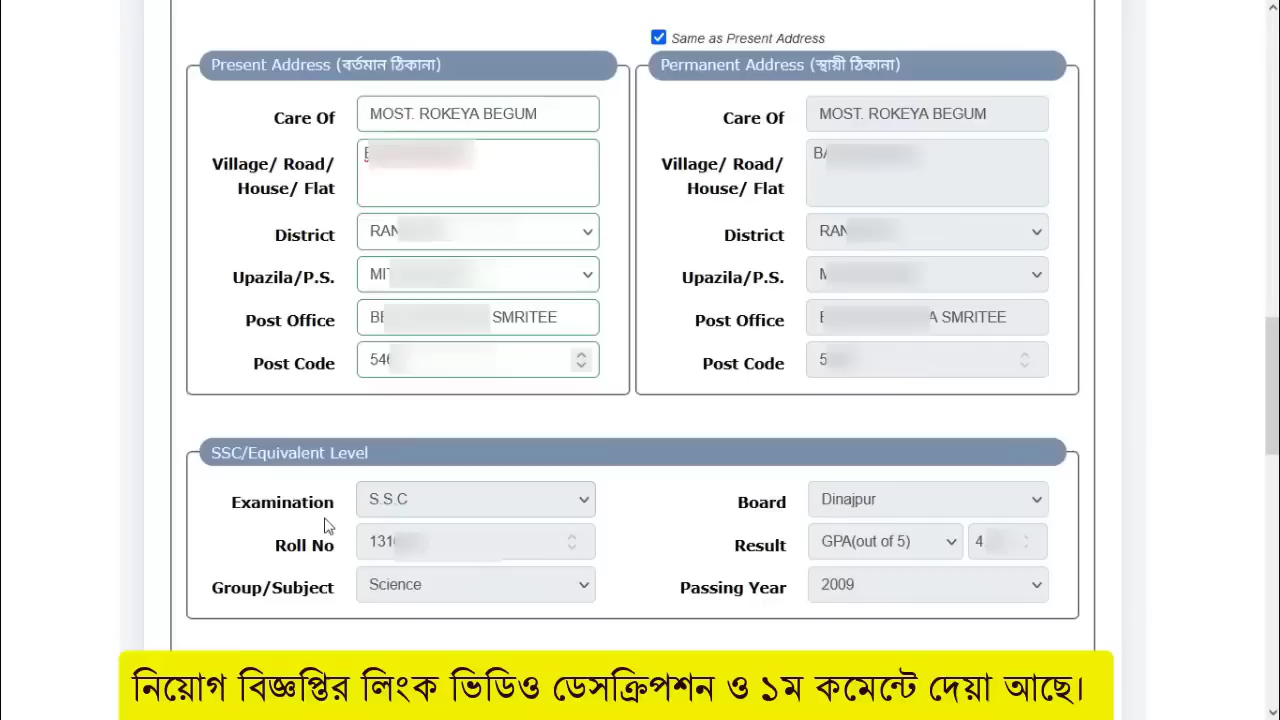 Same as Present Address
Present Address (বর্তমান ঠিকানা)
Permanent Address (স্থায়ী ঠিকানা)
Care Of MOST. ROKEYA BEGUM
Care Of MOST. ROKEYA BEGUM
Village/ Road/
House/ Flat
Village/ Road/
House/ Flat
District
District
Upazila/P.S.
Upazila/P.S.
Post Office SMRITEE
Post Office SMRITEE
Post Code
Post Code
SSC/Equivalent Level
Examination S.S.C Board Dinajpur
Roll No Result GPA(out of 5)
Group/Subject Science Passing Year 2009
নিয়োগ বিজ্ঞপ্তির লিংক ভিডিও ডেসক্রিপশন ও ১ম কমেন্টে দেয়া আছে।